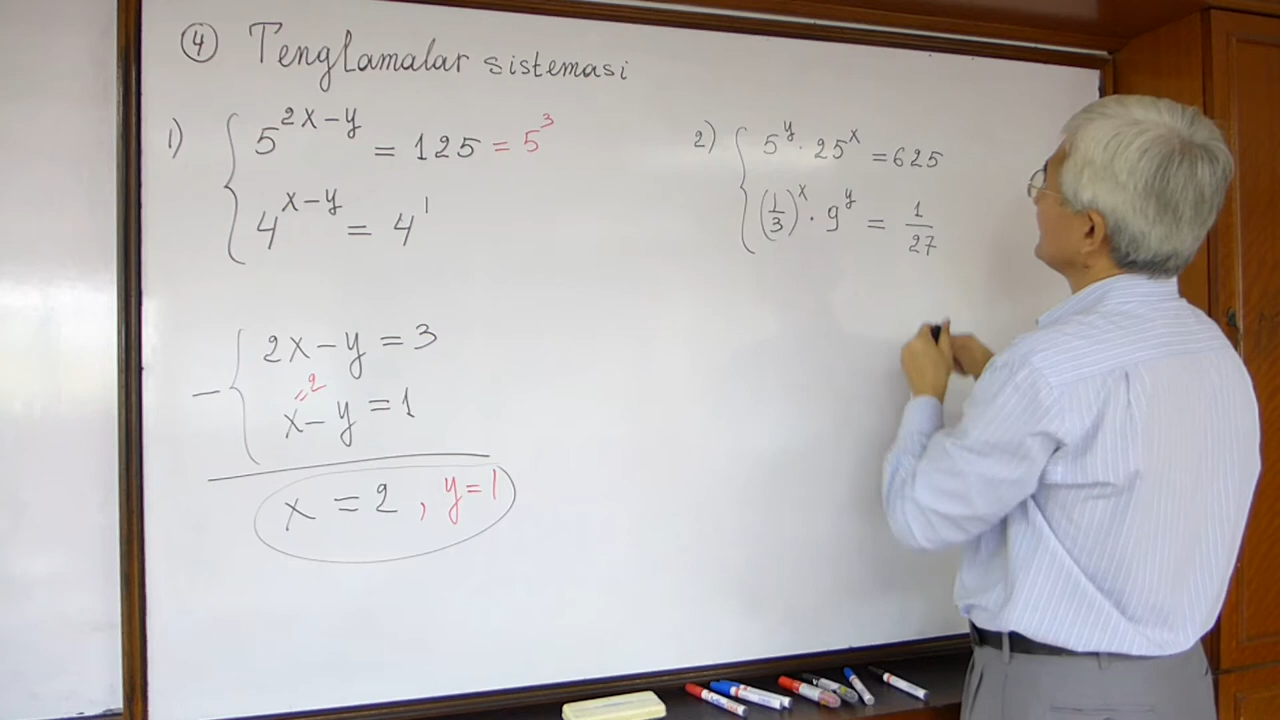 ④ Tenglamalar sistemasi
1) { 5^{2x-y} = 125 = 5^3
4^{x-y} = 4^1
- { 2x-y = 3
=2
x-y = 1
x = 2, y = 1
2) { 5^y · 25^x = 625
(1/3)^x · 9^y = 1/27